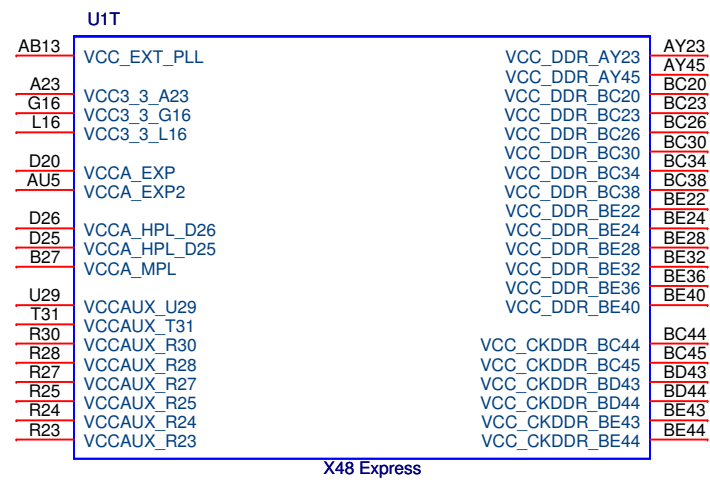 U1T
AB13 VCC_EXT_PLL VCC_DDR_AY23 AY23
VCC_DDR_AY45 AY45
A23 VCC3_3_A23 VCC_DDR_BC20 BC20
G16 VCC3_3_G16 VCC_DDR_BC23 BC23
L16 VCC3_3_L16 VCC_DDR_BC26 BC26
VCC_DDR_BC30 BC30
D20 VCCA_EXP VCC_DDR_BC34 BC34
AU5 VCCA_EXP2 VCC_DDR_BC38 BC38
VCC_DDR_BE22 BE22
D26 VCCA_HPL_D26 VCC_DDR_BE24 BE24
D25 VCCA_HPL_D25 VCC_DDR_BE28 BE28
B27 VCCA_MPL VCC_DDR_BE32 BE32
VCC_DDR_BE36 BE36
U29 VCCAUX_U29 VCC_DDR_BE40 BE40
T31 VCCAUX_T31
R30 VCCAUX_R30 VCC_CKDDR_BC44 BC44
R28 VCCAUX_R28 VCC_CKDDR_BC45 BC45
R27 VCCAUX_R27 VCC_CKDDR_BD43 BD43
R25 VCCAUX_R25 VCC_CKDDR_BD44 BD44
R24 VCCAUX_R24 VCC_CKDDR_BE43 BE43
R23 VCCAUX_R23 VCC_CKDDR_BE44 BE44
X48 Express